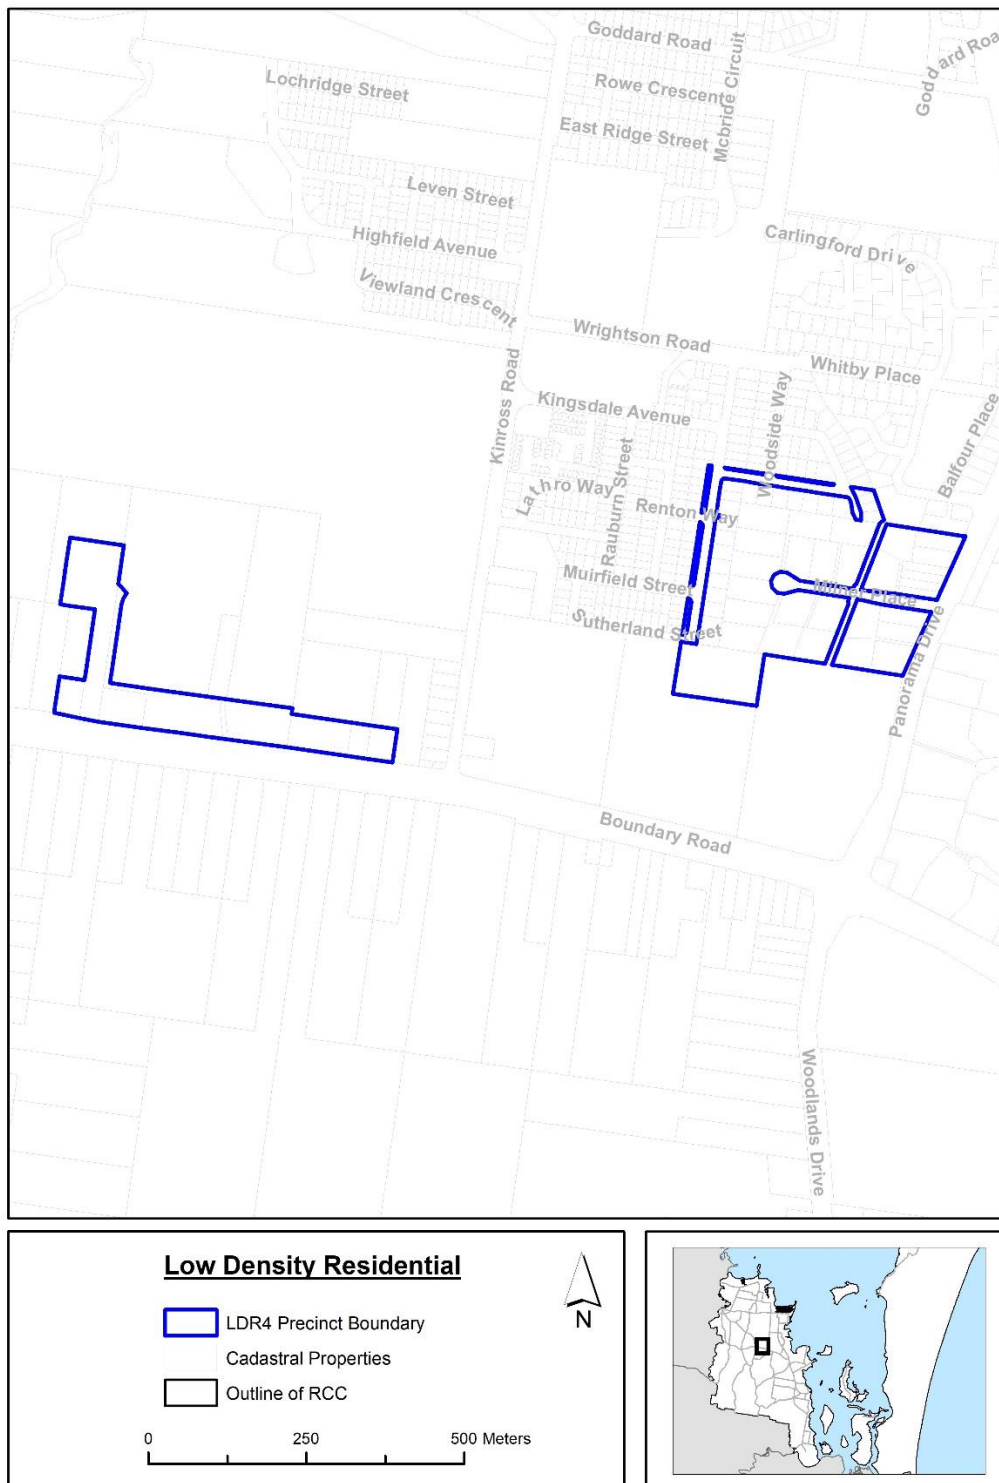 Goddard Road
Goddard Roa
Mcbride Circuit
Lochridge Street
Rowe Crescent
East Ridge Street
Leven Street
Highfield Avenue
Carlingford Drive
Viewland Crescent
Wrightson Road
Whitby Place
Kinross Road
Kingsdale Avenue
Woodside Way
Balfour Place
Lathro Way
Rauburn Street
Renton Way
Muirfield Street
Milner Place
Sutherland Street
Panorama Drive
Boundary Road
Woodlands Drive
Low Density Residential
N
LDR4 Precinct Boundary
Cadastral Properties
Outline of RCC
0 250 500 Meters